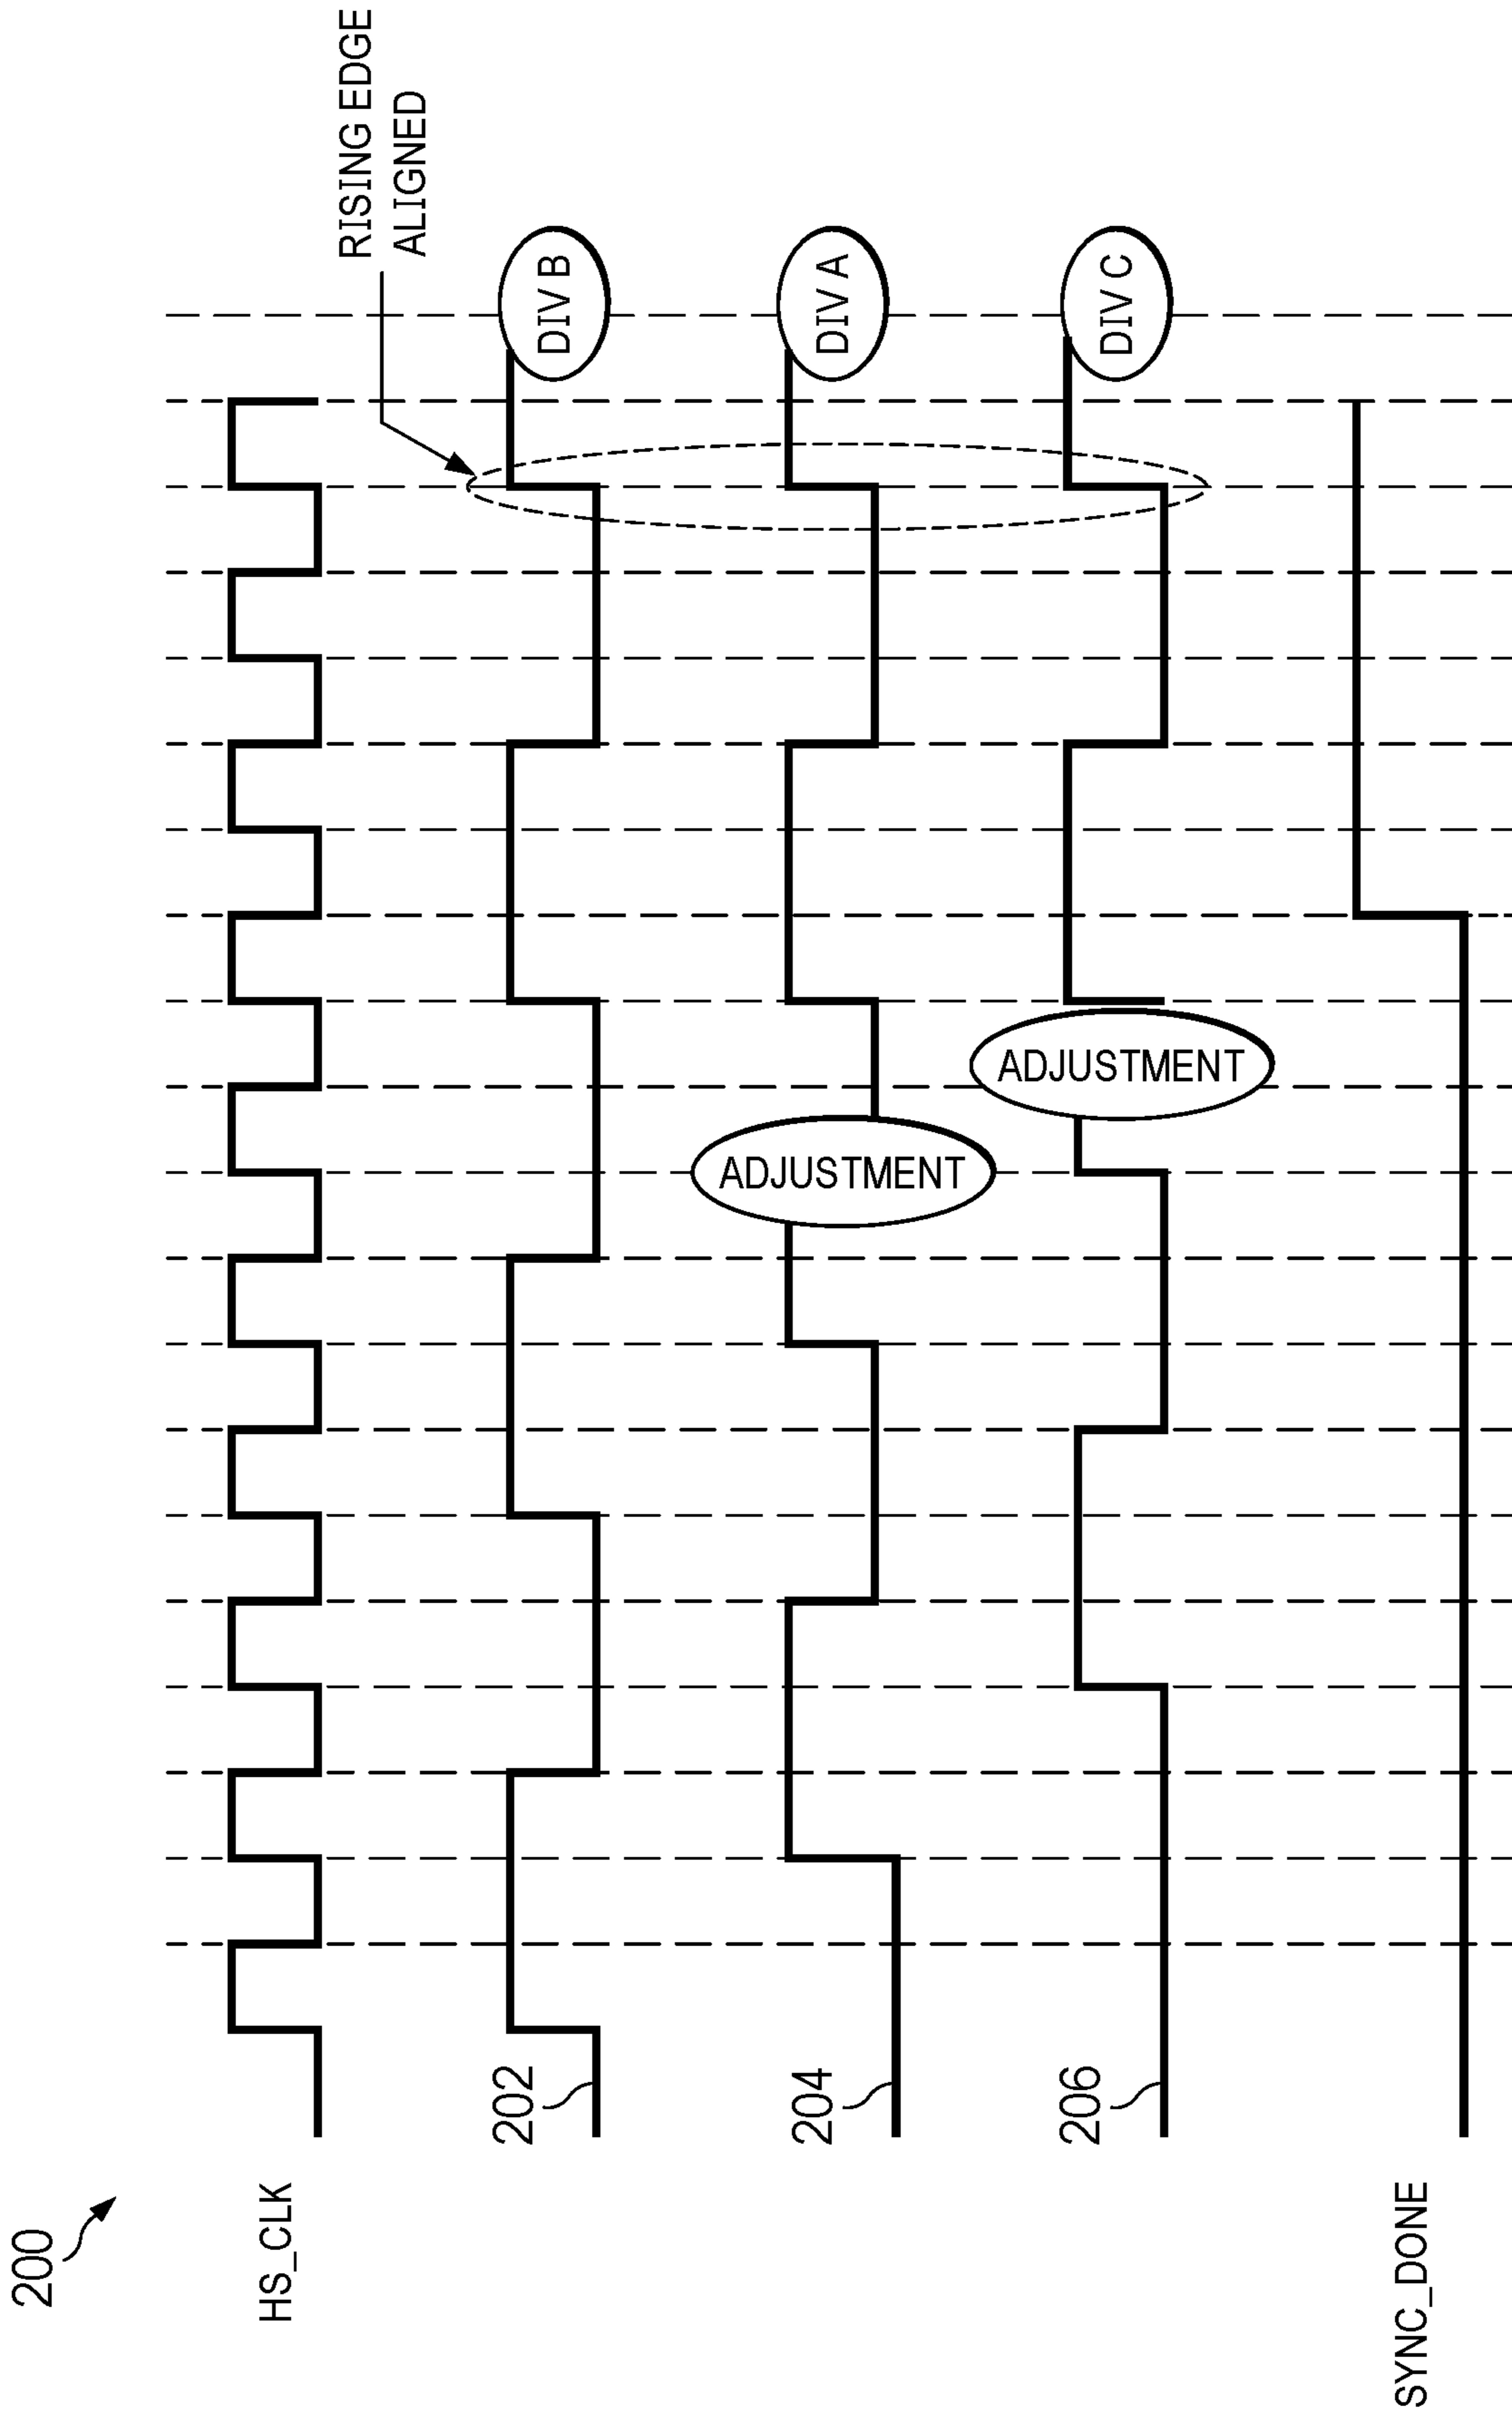 200
HS_CLK
RISING EDGE
ALIGNED
202
DIV B
204
ADJUSTMENT
DIV A
206
ADJUSTMENT
DIV C
SYNC_DONE